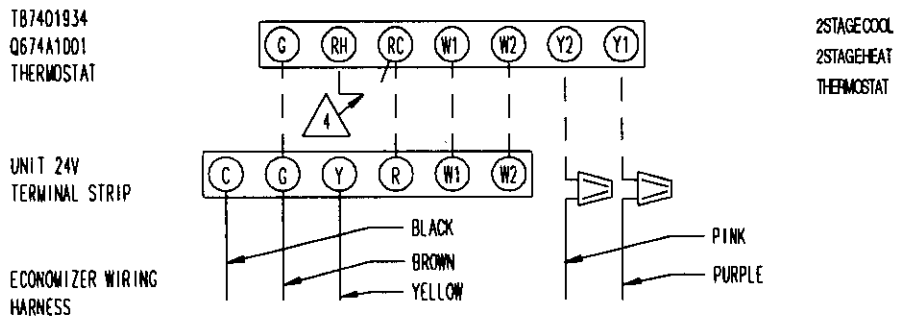 TB7401934
Q674A1001
THERMOSTAT
G RH RC W1 W2 Y2 Y1
2STAGECOOL
2STAGEHEAT
THERMOSTAT
4
UNIT 24V
TERMINAL STRIP
C G Y R W1 W2
BLACK
BROWN
YELLOW
PINK
PURPLE
ECONOMIZER WIRING
HARNESS